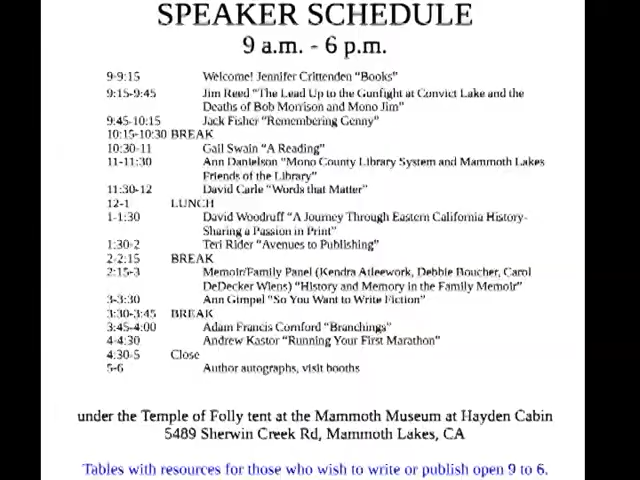 SPEAKER SCHEDULE
9 a.m. - 6 p.m.
9-9:15 Welcome! Jennifer Crittenden “Books”
9:15-9:45 Jim Reed “The Lead Up to the Gunfight at Convict Lake and the
Deaths of Bob Morrison and Mono Jim”
9:45-10:15 Jack Fisher “Remembering Genny”
10:15-10:30 BREAK
10:30-11 Gail Swain “A Reading”
11-11:30 Ann Danielson “Mono County Library System and Mammoth Lakes
Friends of the Library”
11:30-12 David Carle “Words that Matter”
12-1 LUNCH
1-1:30 David Woodruff “A Journey Through Eastern California History-
Sharing a Passion in Print”
1:30-2 Teri Rider “Avenues to Publishing”
2-2:15 BREAK
2:15-3 Memoir/Family Panel (Kendra Atleework, Debbie Boucher, Carol
DeDecker Wiens) “History and Memory in the Family Memoir”
3-3:30 Ann Gimpel “So You Want to Write Fiction”
3:30-3:45 BREAK
3:45-4:00 Adam Francis Cornford “Branchings”
4-4:30 Andrew Kastor “Running Your First Marathon”
4:30-5 Close
5-6 Author autographs, visit booths
under the Temple of Folly tent at the Mammoth Museum at Hayden Cabin
5489 Sherwin Creek Rd, Mammoth Lakes, CA
Tables with resources for those who wish to write or publish open 9 to 6.